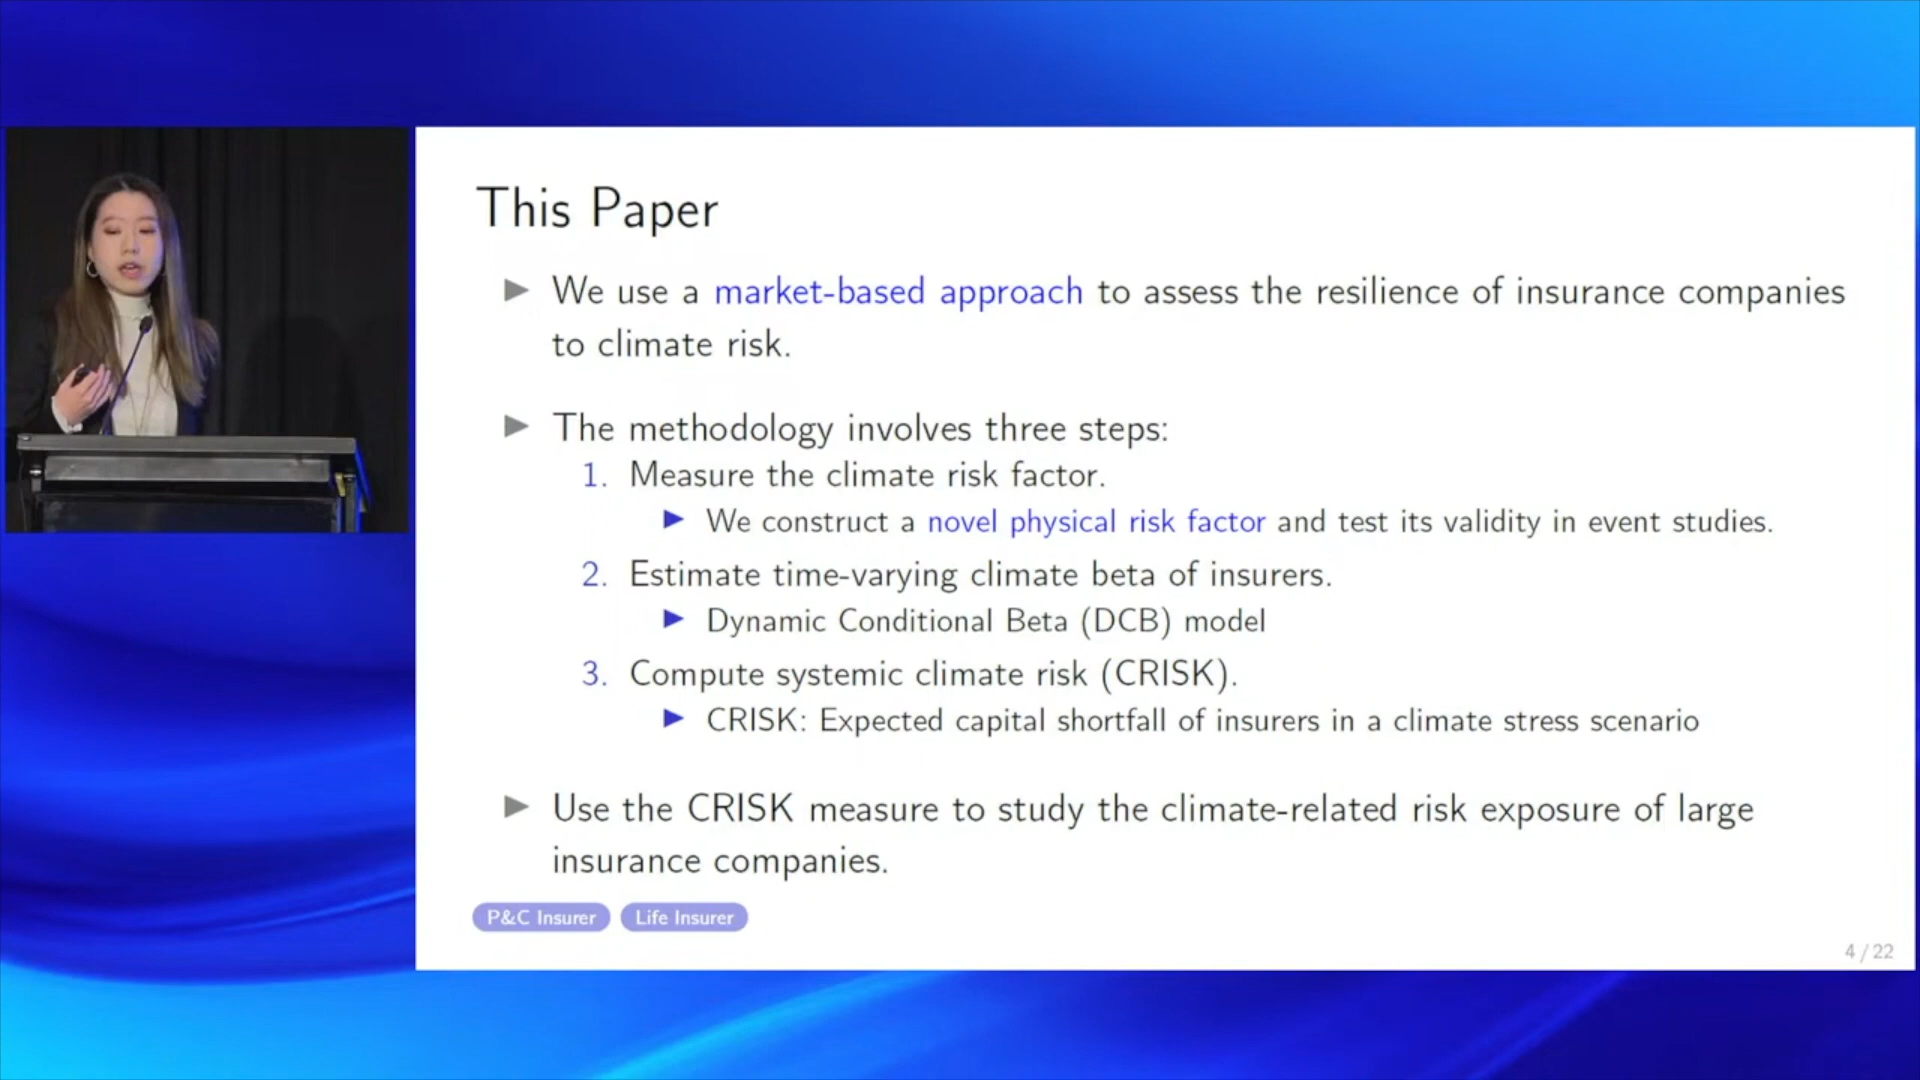 This Paper
We use a market-based approach to assess the resilience of insurance companies
to climate risk.
The methodology involves three steps:
1. Measure the climate risk factor.
We construct a novel physical risk factor and test its validity in event studies.
2. Estimate time-varying climate beta of insurers.
Dynamic Conditional Beta (DCB) model
3. Compute systemic climate risk (CRISK).
CRISK: Expected capital shortfall of insurers in a climate stress scenario
Use the CRISK measure to study the climate-related risk exposure of large
insurance companies.
P&C Insurer Life Insurer
4 / 22